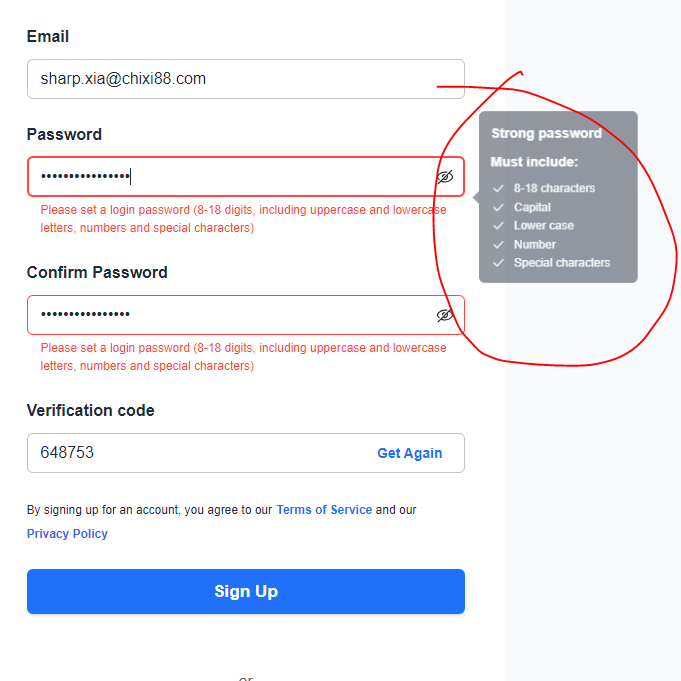 Email
sharp.xia@chixi88.com
Password
••••••••••••••••
Please set a login password (8-18 digits, including uppercase and lowercase
letters, numbers and special characters)
Strong password
Must include:
8-18 characters
Capital
Lower case
Number
Special characters
Confirm Password
••••••••••••••••
Please set a login password (8-18 digits, including uppercase and lowercase
letters, numbers and special characters)
Verification code
648753 Get Again
By signing up for an account, you agree to our Terms of Service and our
Privacy Policy
Sign Up
or